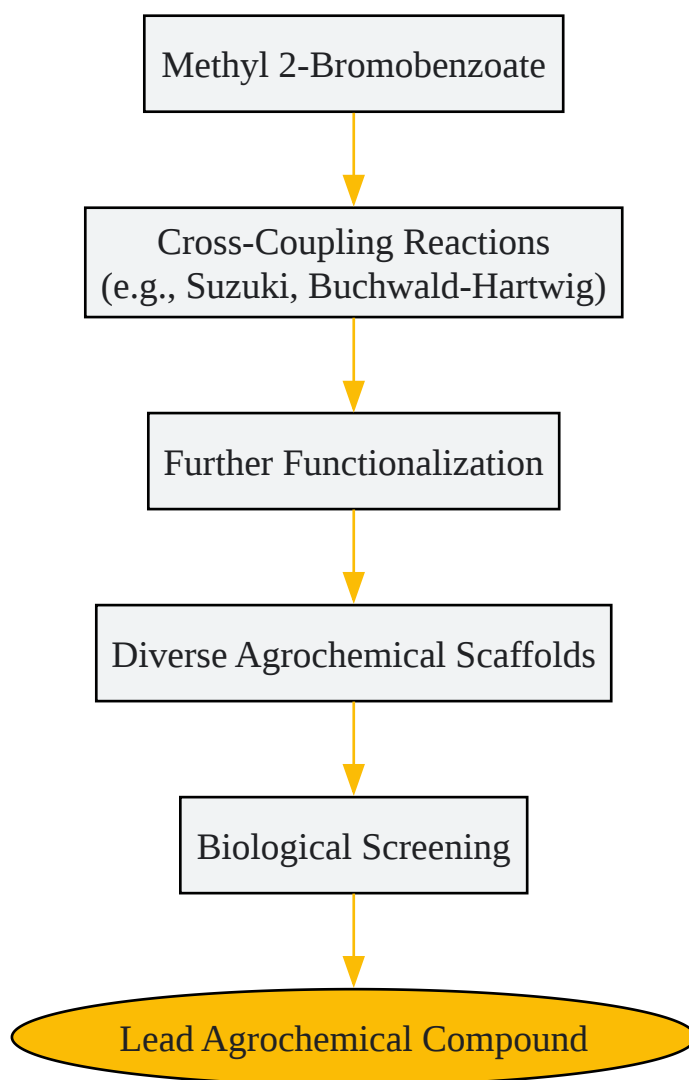 Methyl 2-Bromobenzoate
Cross-Coupling Reactions
(e.g., Suzuki, Buchwald-Hartwig)
Further Functionalization
Diverse Agrochemical Scaffolds
Biological Screening
Lead Agrochemical Compound